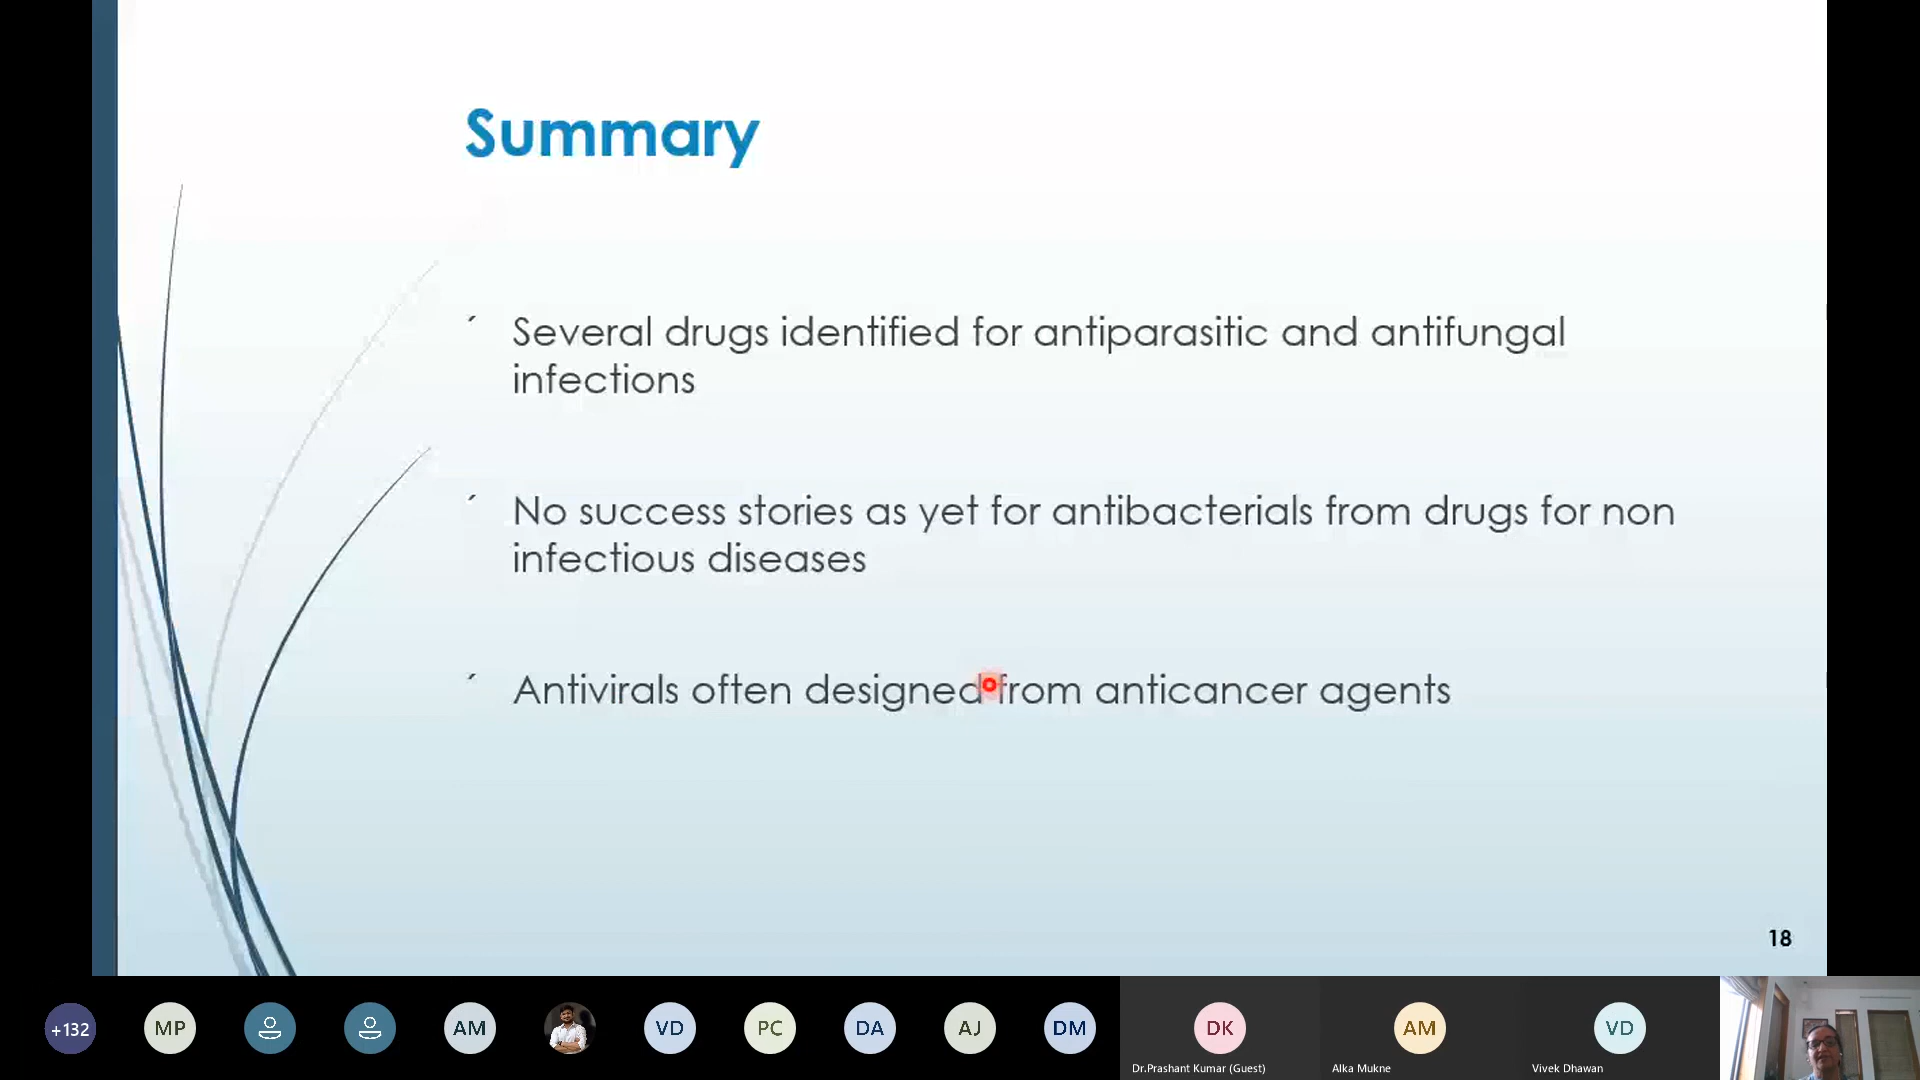 Summary
Several drugs identified for antiparasitic and antifungal
infections
No success stories as yet for antibacterials from drugs for non
infectious diseases
Antivirals often designed from anticancer agents
18
+132
MP
AM
VD
PC
DA
AJ
DM
DK
AM
VD
Dr.Prashant Kumar (Guest)
Alka Mukne
Vivek Dhawan